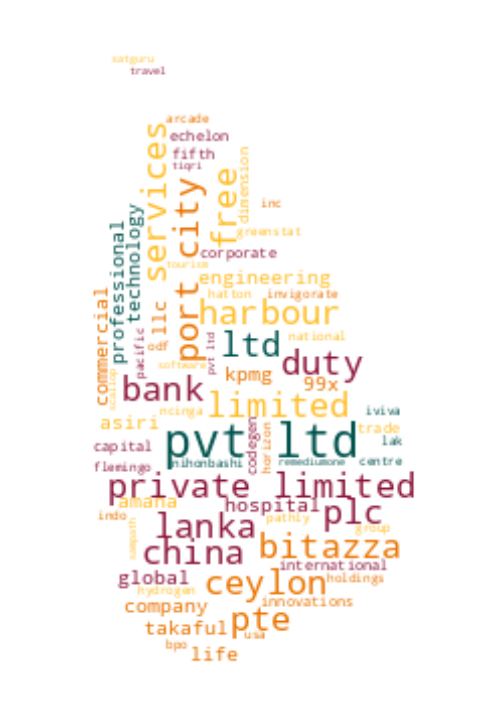 satguru
travel
arcade
services
echelon
fifth
tiqri
free
dimension
port city
inc
professional
technology
greenstat
corporate
tourism
engineering
commercial
llc
hatton
invigorate
harbour
pacific
odf
pvt ltd
ltd
national
software
duty
kpmg
99x
bank
limited
ncinga
iviva
asiri
trade
pvt ltd
codegen
horizon
lak
capital
flemingo
nihonbashi
remediumone
centre
private limited
amana
hospital
plc
indo
lanka
pathly
group
sampath
china
bitazza
international
global
ceylon
holdings
hydrogen
company
innovations
takaful
pte
usa
bpo
life